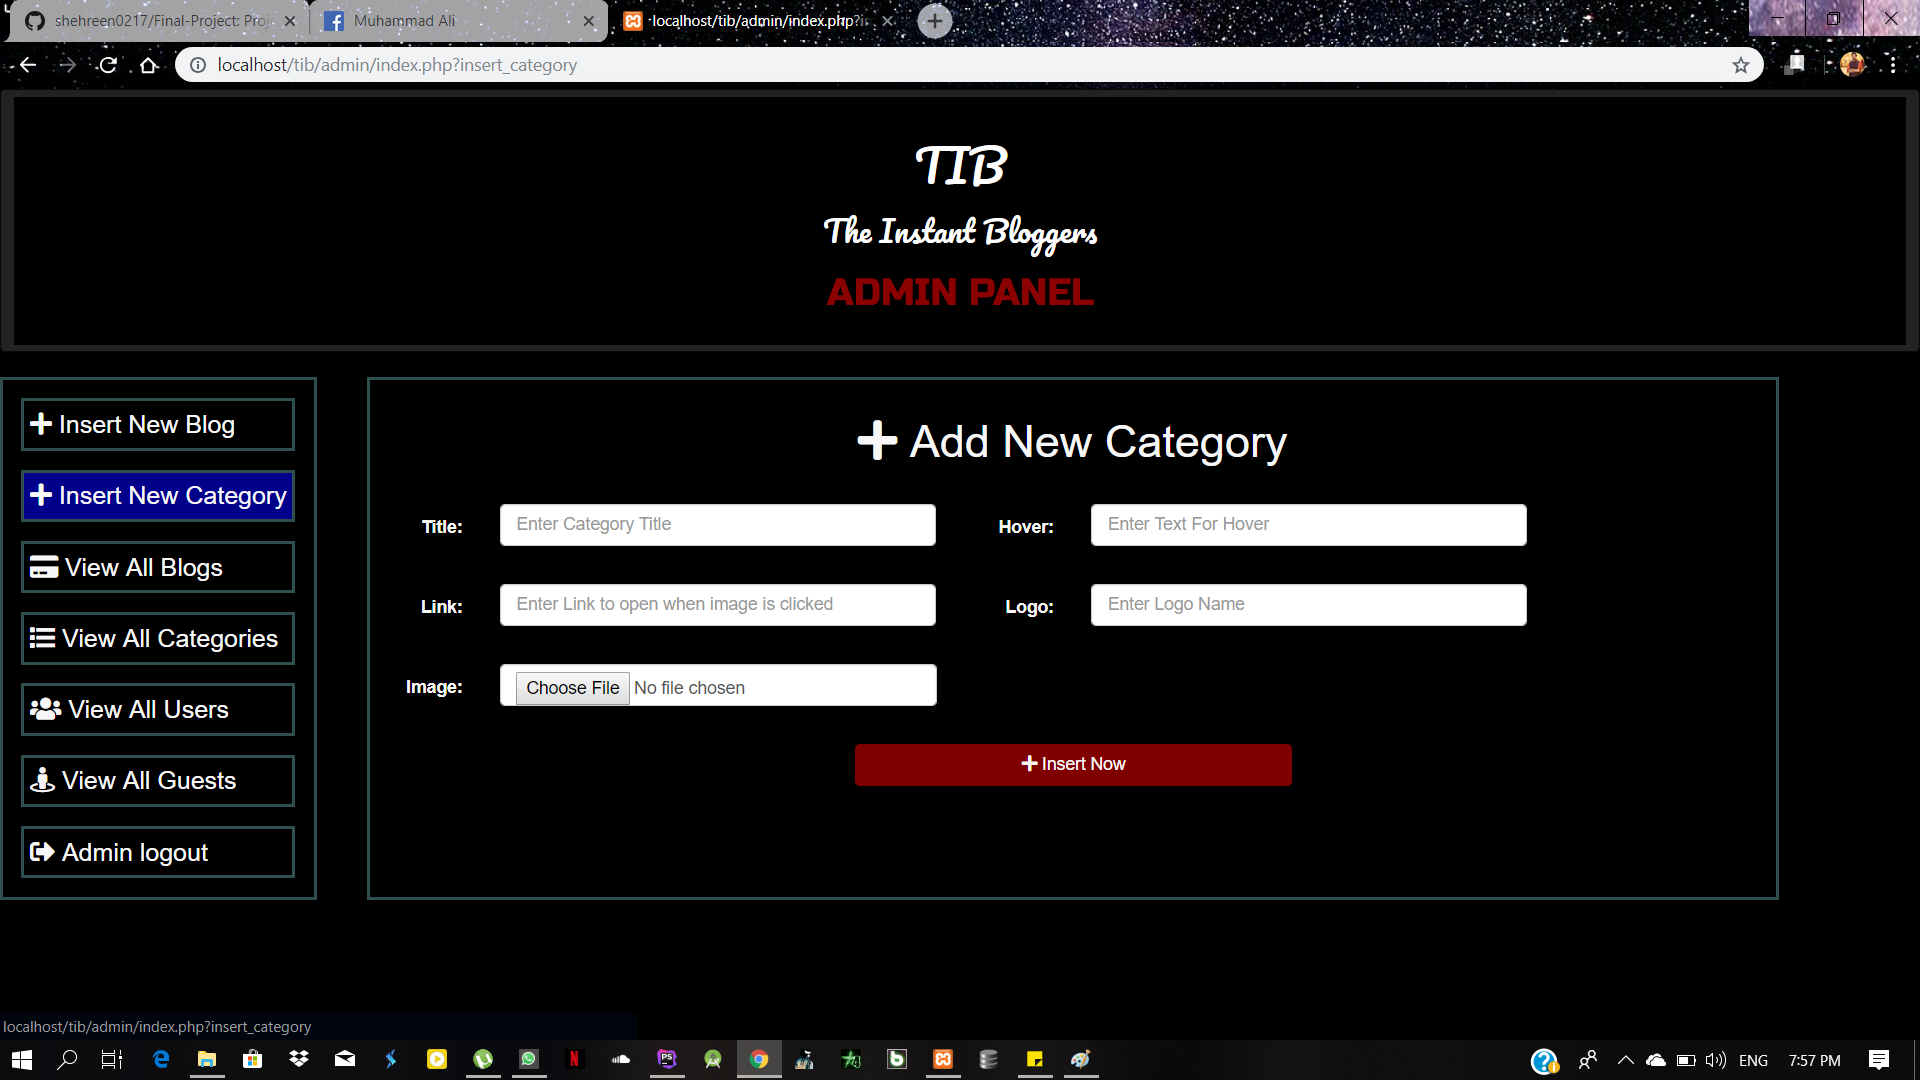 shehreen0217/Final-Project: Proj
Muhammad Ali
localhost/tib/admin/index.php?in
localhost/tib/admin/index.php?insert_category
TIB
The Instant Bloggers
ADMIN PANEL
Insert New Blog
Insert New Category
View All Blogs
View All Categories
View All Users
View All Guests
Admin logout
Add New Category
Title: Enter Category Title Hover: Enter Text For Hover
Link: Enter Link to open when image is clicked Logo: Enter Logo Name
Image: Choose File No file chosen
Insert Now
localhost/tib/admin/index.php?insert_category
ENG 7:57 PM